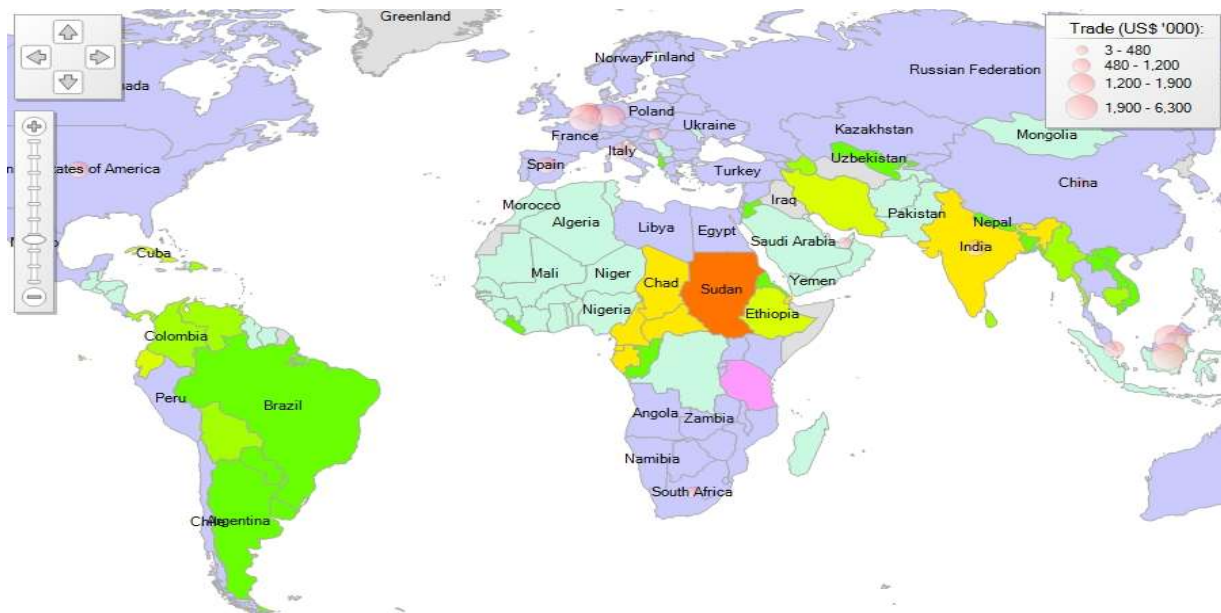 Greenland
Trade (US$ '000):
3 - 480
480 - 1,200
1,200 - 1,900
1,900 - 6,300
Norway
Finland
Russian Federation
nada
Poland
Ukraine
France
Kazakhstan
Mongolia
Italy
Uzbekistan
Spain
Turkey
China
States of America
Morocco
Iraq
Algeria
Pakistan
Nepal
Libya
Egypt
Saudi Arabia
India
Cuba
Mali
Niger
Chad
Sudan
Yemen
Nigeria
Ethiopia
Colombia
Peru
Brazil
Angola
Zambia
Namibia
South Africa
Chile
Argentina